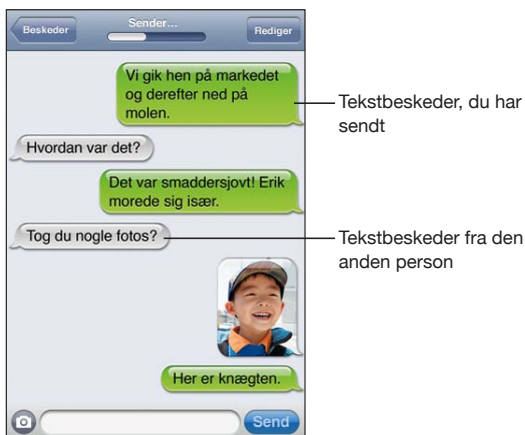 Beskeder
Sender...
Rediger
Vi gik hen på markedet
og derefter ned på
molen.
Tekstbeskeder, du har
sendt
Hvordan var det?
Det var smaddersjovt! Erik
morede sig især.
Tog du nogle fotos?
Tekstbeskeder fra den
anden person
Her er knægten.
Send